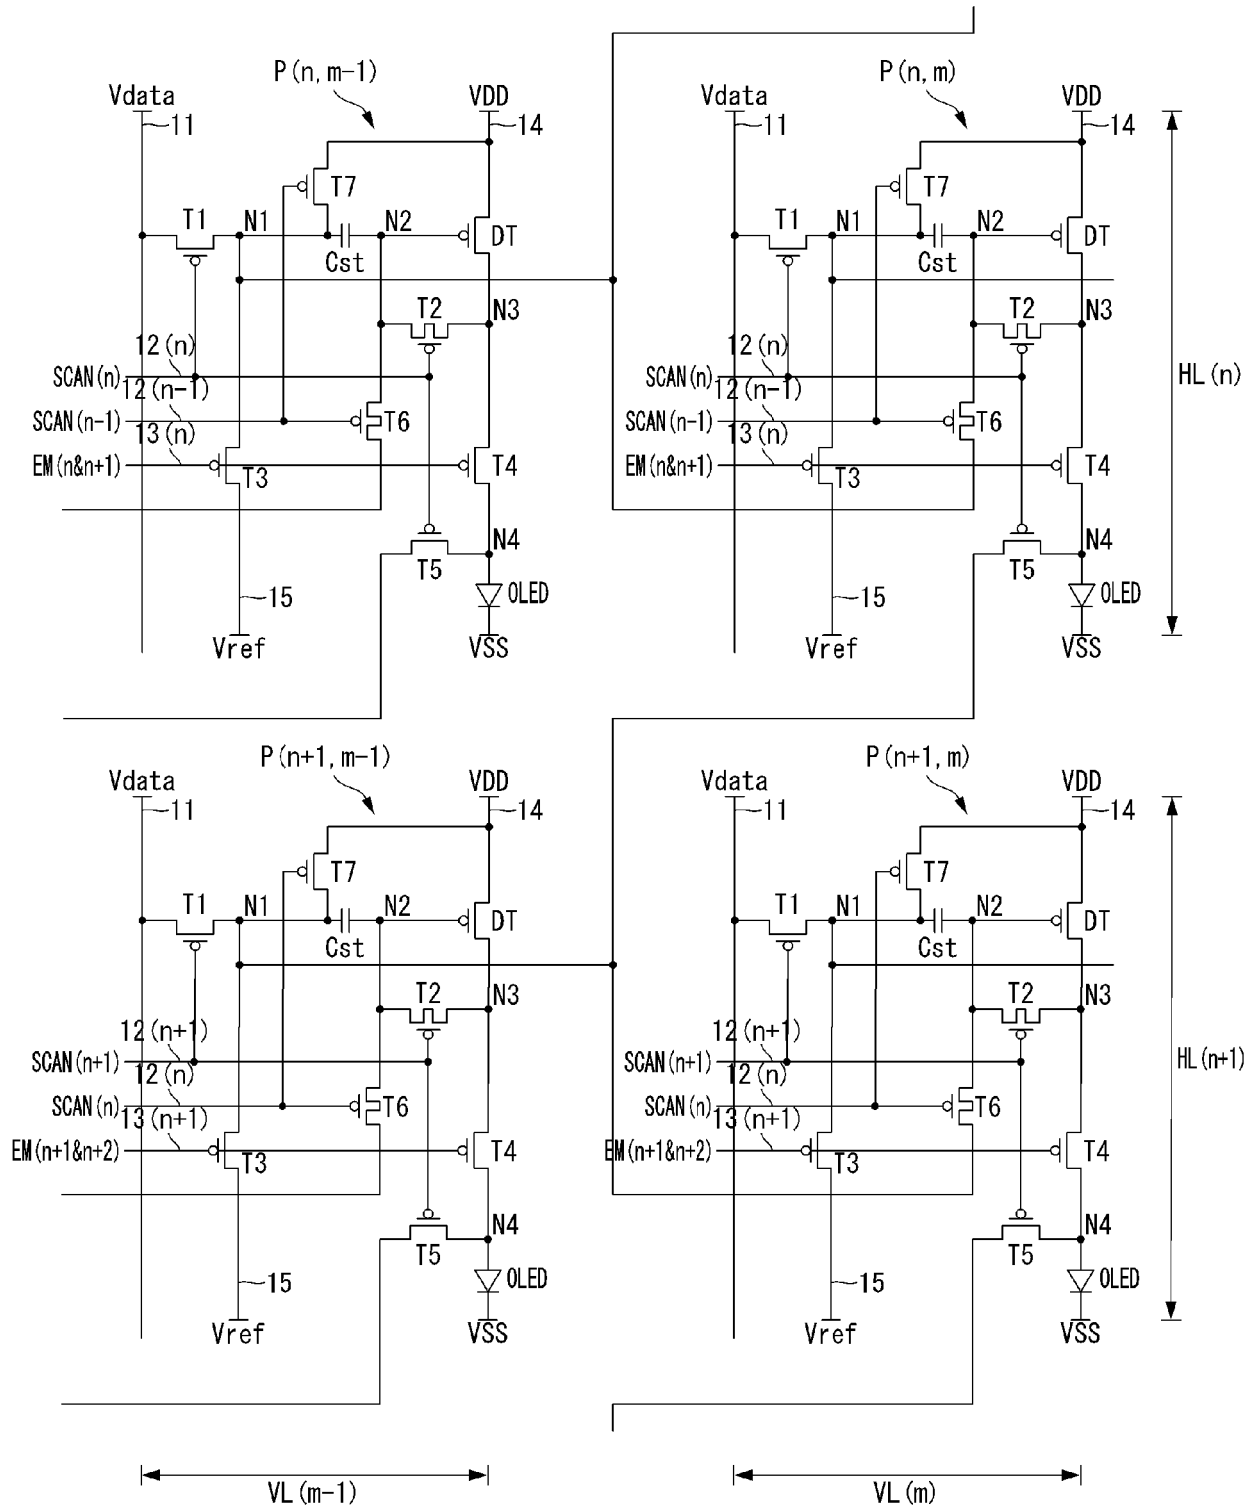 P(n,m-1)
P(n,m)
Vdata
VDD
Vdata
VDD
11
14
11
14
T7
T7
T1
N1
N2
DT
T1
N1
N2
DT
Cst
Cst
T2
N3
T2
N3
12(n)
12(n)
SCAN(n)
SCAN(n)
HL(n)
12(n-1)
12(n-1)
SCAN(n-1)
T6
SCAN(n-1)
T6
13(n)
13(n)
EM(n&n+1)
T3
T4
EM(n&n+1)
T3
T4
N4
N4
T5
T5
15
OLED
15
OLED
Vref
VSS
Vref
VSS
P(n+1,m-1)
P(n+1,m)
Vdata
VDD
Vdata
VDD
11
14
11
14
T7
T7
T1
N1
N2
DT
T1
N1
N2
DT
Cst
Cst
T2
N3
T2
N3
12(n+1)
12(n+1)
SCAN(n+1)
SCAN(n+1)
HL(n+1)
12(n)
12(n)
SCAN(n)
T6
SCAN(n)
T6
13(n+1)
13(n+1)
EM(n+1&n+2)
T3
T4
EM(n+1&n+2)
T3
T4
N4
N4
T5
T5
15
OLED
15
OLED
Vref
VSS
Vref
VSS
VL(m-1)
VL(m)